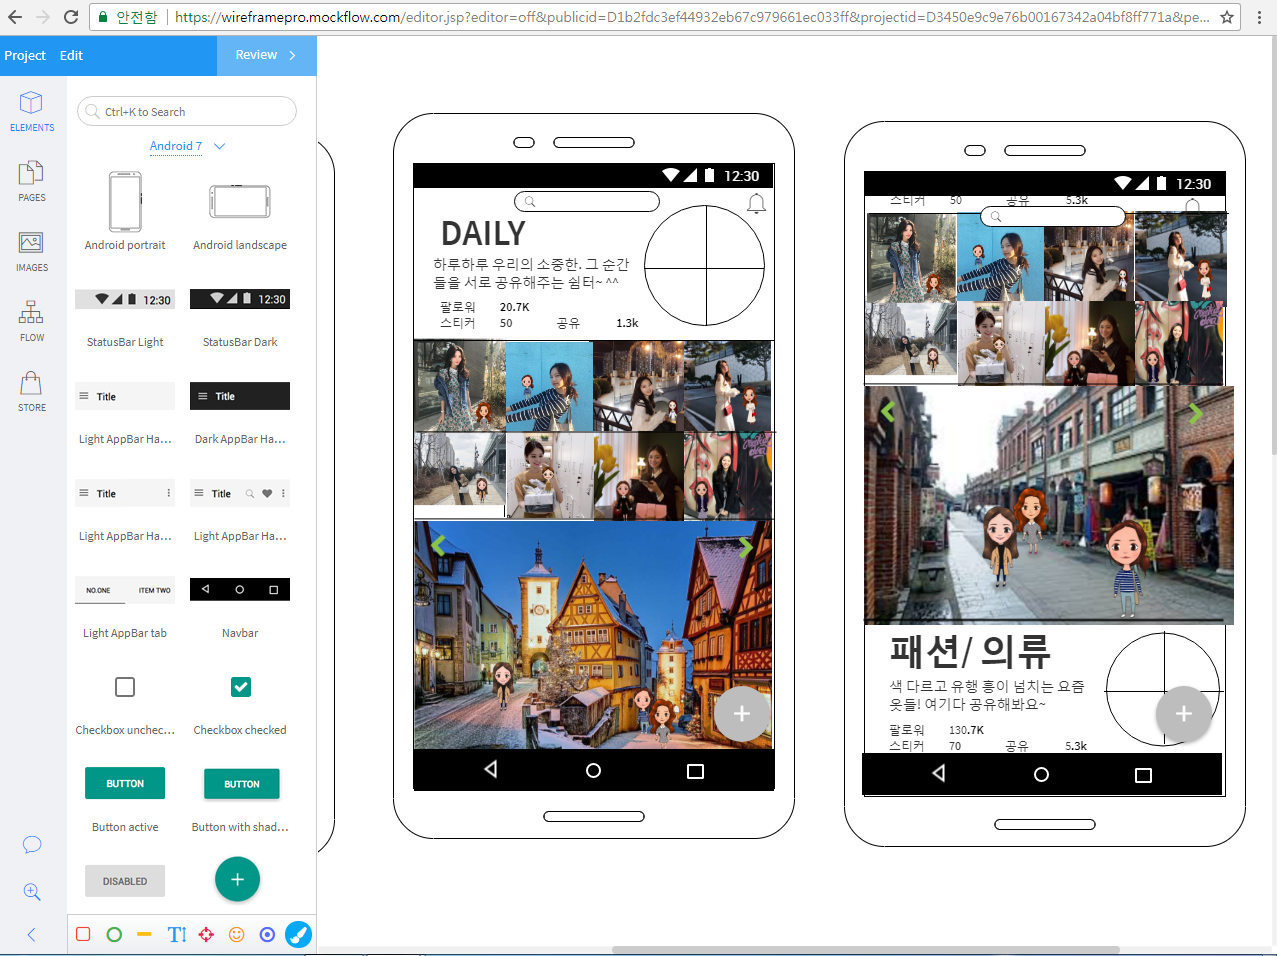 안전함
https://wireframepro.mockflow.com/editor.jsp?editor=off&publicid=D1b2fdc3ef44932eb67c979661ec033ff&projectid=D3450e9c9e76b00167342a04bf8ff771a&pe...
Project Edit Review
ELEMENTS
PAGES
IMAGES
FLOW
STORE
Ctrl+K to Search
Android 7
Android portrait Android landscape
12:30 12:30
StatusBar Light StatusBar Dark
Title Title
Light AppBar Ha... Dark AppBar Ha...
Title Title
Light AppBar Ha... Light AppBar Ha...
NO.ONE ITEM TWO
Light AppBar tab Navbar
Checkbox unchec... Checkbox checked
BUTTON BUTTON
Button active Button with shad...
DISABLED
12:30
DAILY
하루하루 우리의 소중한. 그 순간
들을 서로 공유해주는 쉼터~ ^^
팔로워 20.7K
스티커 50 공유 1.3k
12:30
스티커 50 공유 5.3k
패션/ 의류
색 다르고 유행 흥이 넘치는 요즘
옷들! 여기다 공유해봐요~
팔로워 130.7K
스티커 70 공유 5.3k